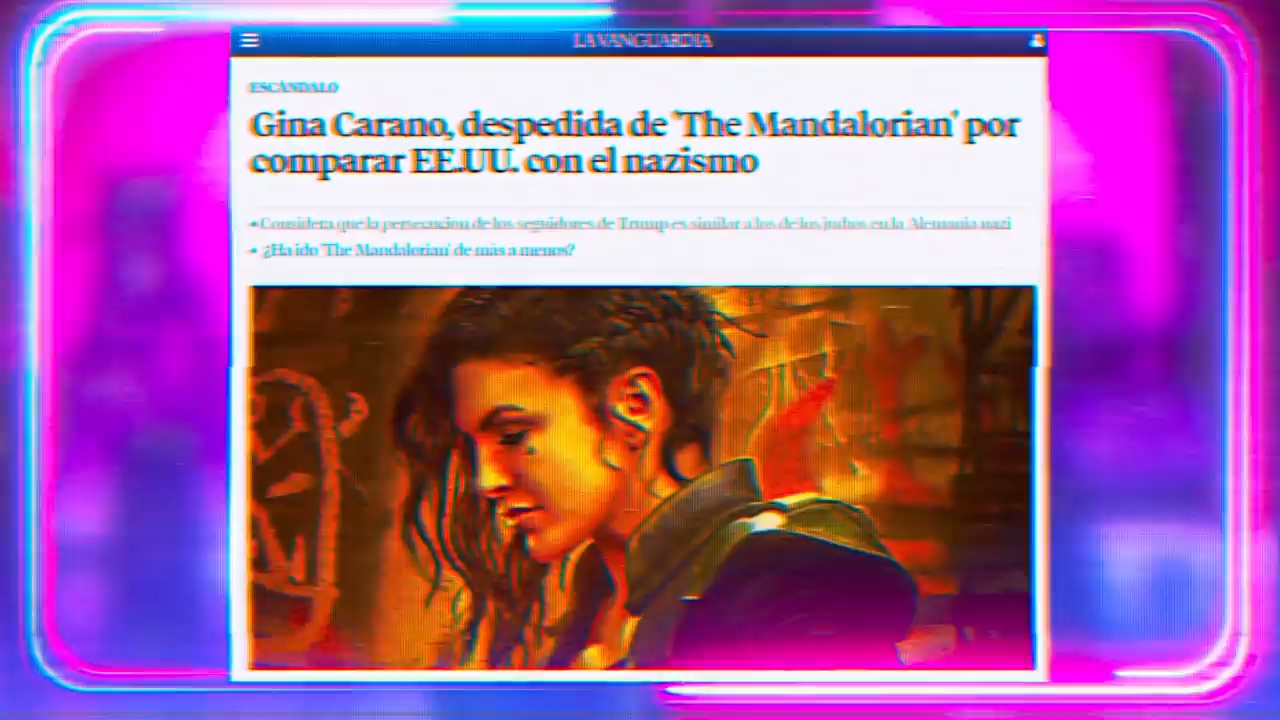 LA VANGUARDIA
ESCÁNDALO
Gina Carano, despedida de 'The Mandalorian' por
comparar EE.UU. con el nazismo
• Considera que la persecución de los seguidores de Trump es similar a los de los judíos en la Alemania nazi
• ¿Ha ido 'The Mandalorian' de más a menos?